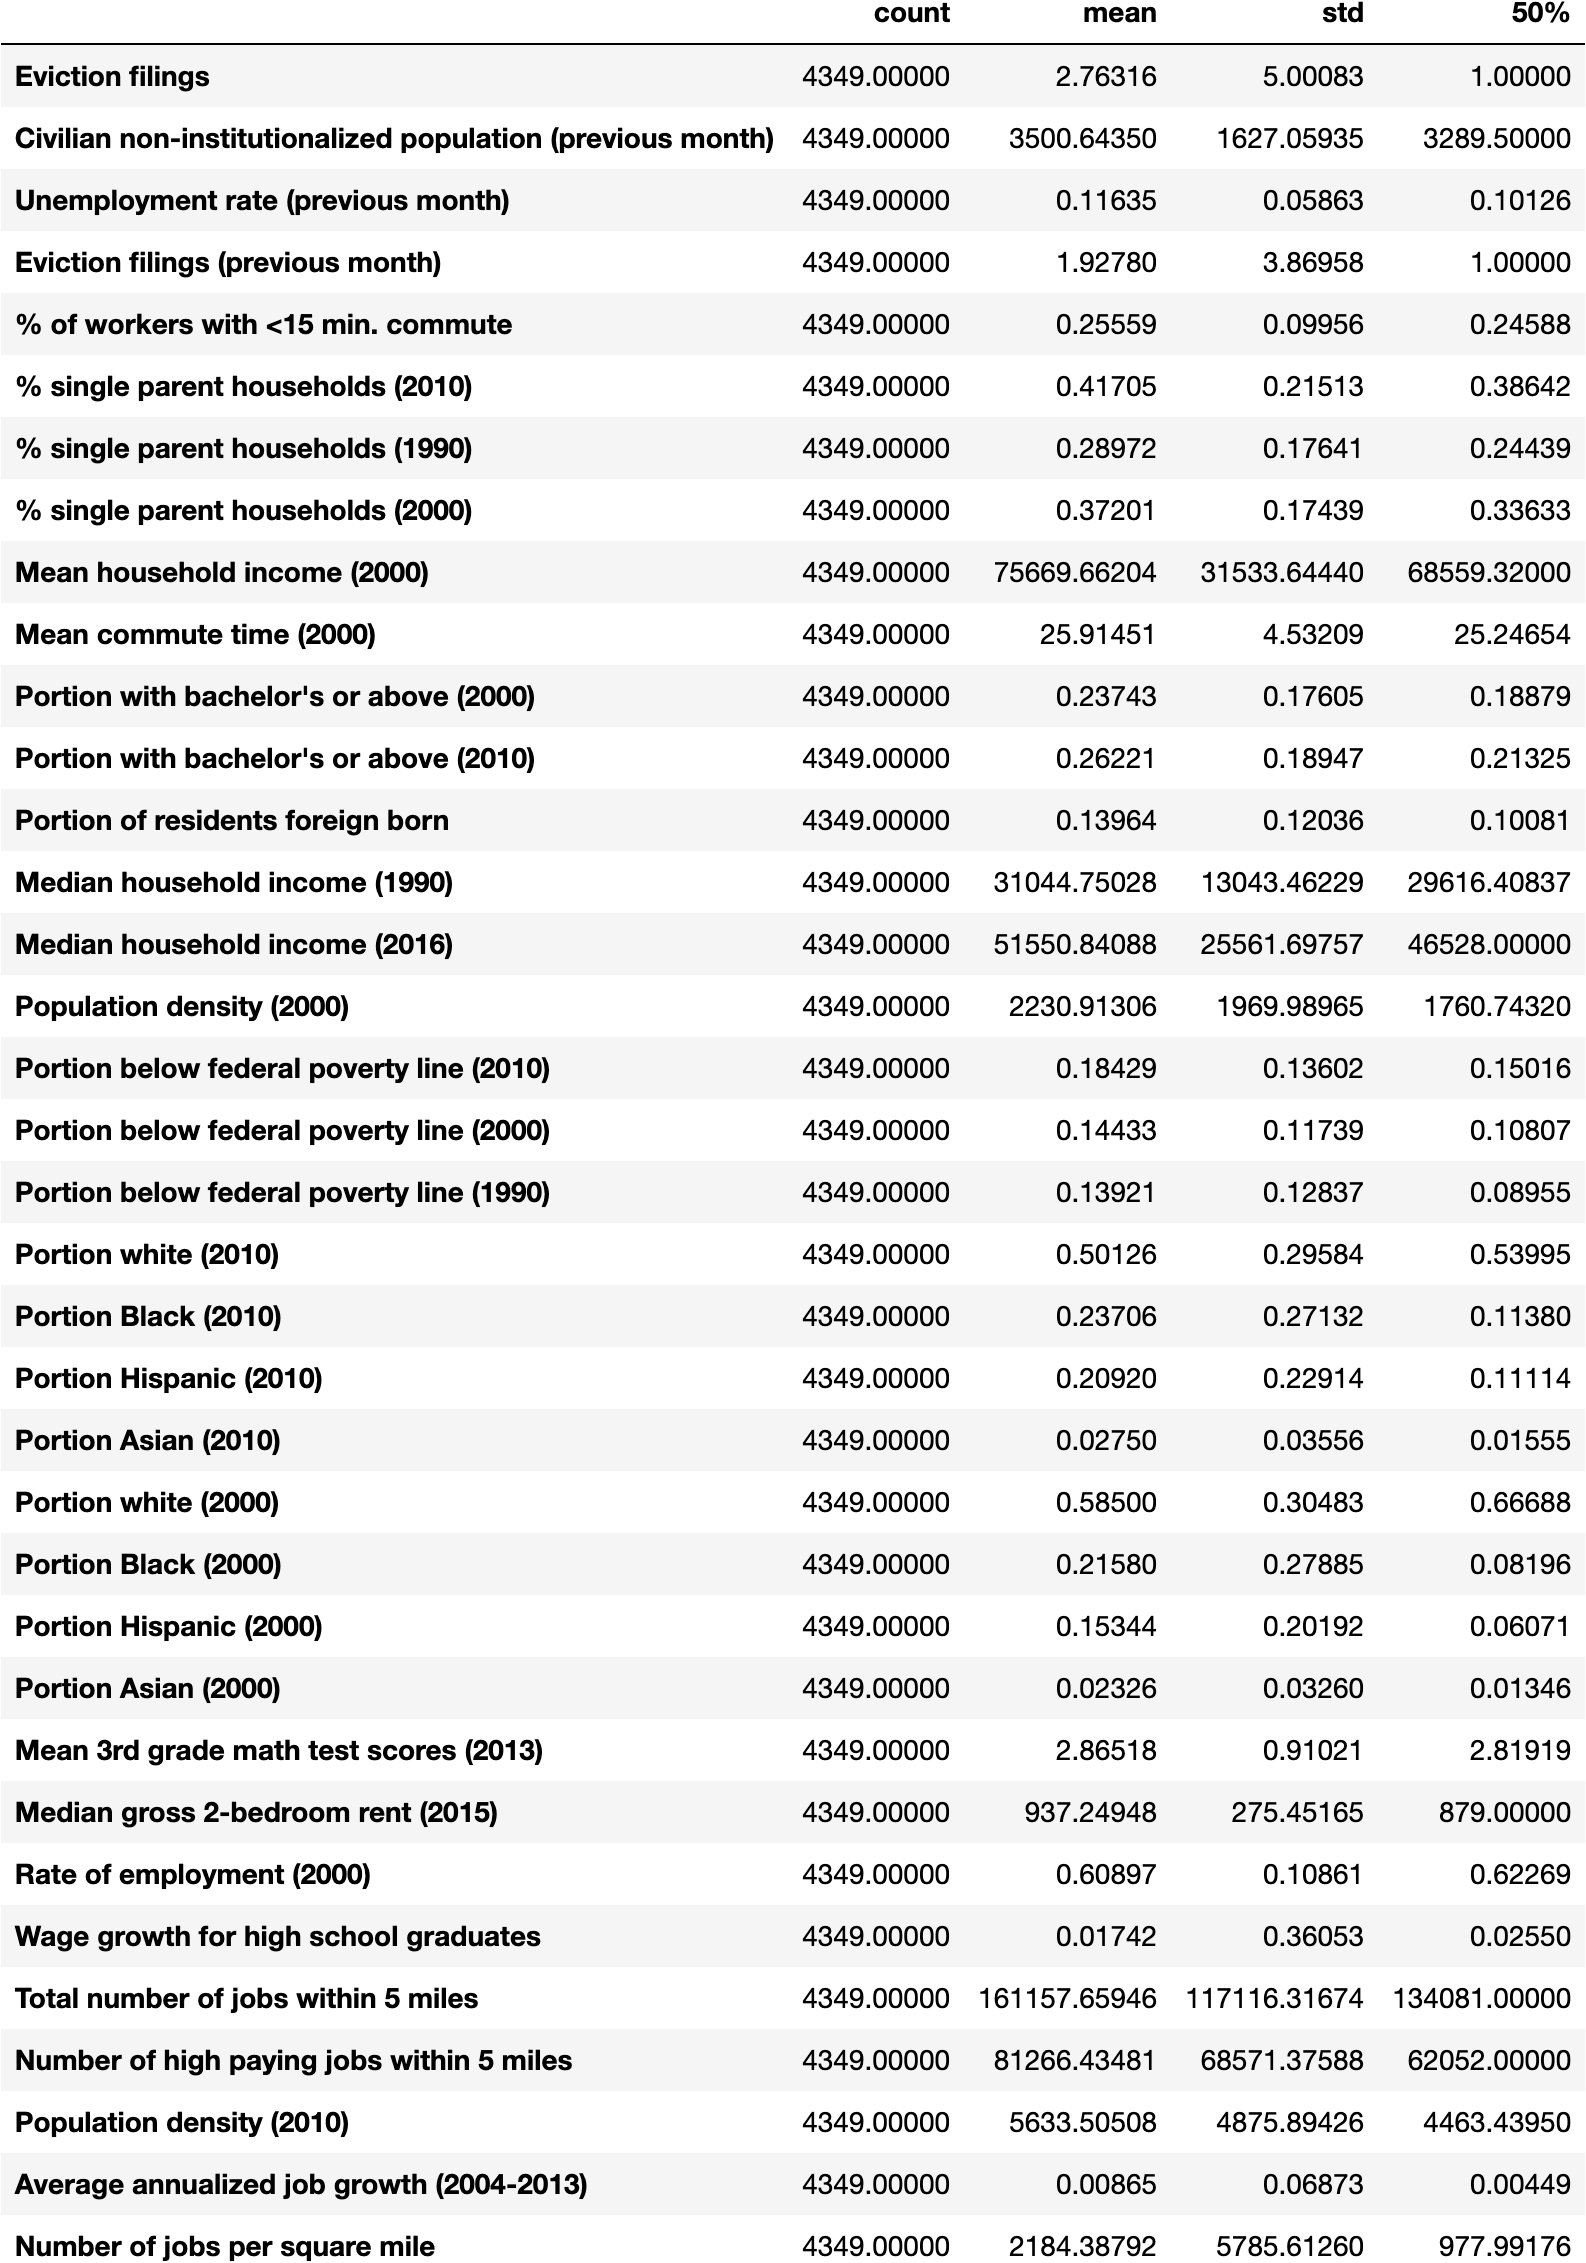 count mean std 50%
Eviction filings 4349.00000 2.76316 5.00083 1.00000
Civilian non-institutionalized population (previous month) 4349.00000 3500.64350 1627.05935 3289.50000
Unemployment rate (previous month) 4349.00000 0.11635 0.05863 0.10126
Eviction filings (previous month) 4349.00000 1.92780 3.86958 1.00000
% of workers with <15 min. commute 4349.00000 0.25559 0.09956 0.24588
% single parent households (2010) 4349.00000 0.41705 0.21513 0.38642
% single parent households (1990) 4349.00000 0.28972 0.17641 0.24439
% single parent households (2000) 4349.00000 0.37201 0.17439 0.33633
Mean household income (2000) 4349.00000 75669.66204 31533.64440 68559.32000
Mean commute time (2000) 4349.00000 25.91451 4.53209 25.24654
Portion with bachelor's or above (2000) 4349.00000 0.23743 0.17605 0.18879
Portion with bachelor's or above (2010) 4349.00000 0.26221 0.18947 0.21325
Portion of residents foreign born 4349.00000 0.13964 0.12036 0.10081
Median household income (1990) 4349.00000 31044.75028 13043.46229 29616.40837
Median household income (2016) 4349.00000 51550.84088 25561.69757 46528.00000
Population density (2000) 4349.00000 2230.91306 1969.98965 1760.74320
Portion below federal poverty line (2010) 4349.00000 0.18429 0.13602 0.15016
Portion below federal poverty line (2000) 4349.00000 0.14433 0.11739 0.10807
Portion below federal poverty line (1990) 4349.00000 0.13921 0.12837 0.08955
Portion white (2010) 4349.00000 0.50126 0.29584 0.53995
Portion Black (2010) 4349.00000 0.23706 0.27132 0.11380
Portion Hispanic (2010) 4349.00000 0.20920 0.22914 0.11114
Portion Asian (2010) 4349.00000 0.02750 0.03556 0.01555
Portion white (2000) 4349.00000 0.58500 0.30483 0.66688
Portion Black (2000) 4349.00000 0.21580 0.27885 0.08196
Portion Hispanic (2000) 4349.00000 0.15344 0.20192 0.06071
Portion Asian (2000) 4349.00000 0.02326 0.03260 0.01346
Mean 3rd grade math test scores (2013) 4349.00000 2.86518 0.91021 2.81919
Median gross 2-bedroom rent (2015) 4349.00000 937.24948 275.45165 879.00000
Rate of employment (2000) 4349.00000 0.60897 0.10861 0.62269
Wage growth for high school graduates 4349.00000 0.01742 0.36053 0.02550
Total number of jobs within 5 miles 4349.00000 161157.65946 117116.31674 134081.00000
Number of high paying jobs within 5 miles 4349.00000 81266.43481 68571.37588 62052.00000
Population density (2010) 4349.00000 5633.50508 4875.89426 4463.43950
Average annualized job growth (2004-2013) 4349.00000 0.00865 0.06873 0.00449
Number of jobs per square mile 4349.00000 2184.38792 5785.61260 977.99176